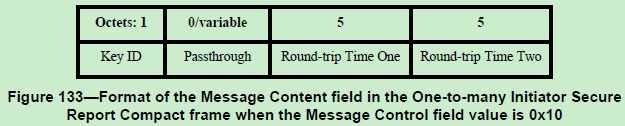 Octets: 1 0/variable 5 5
Key ID Passthrough Round-trip Time One Round-trip Time Two
Figure 133—Format of the Message Content field in the One-to-many Initiator Secure
Report Compact frame when the Message Control field value is 0x10